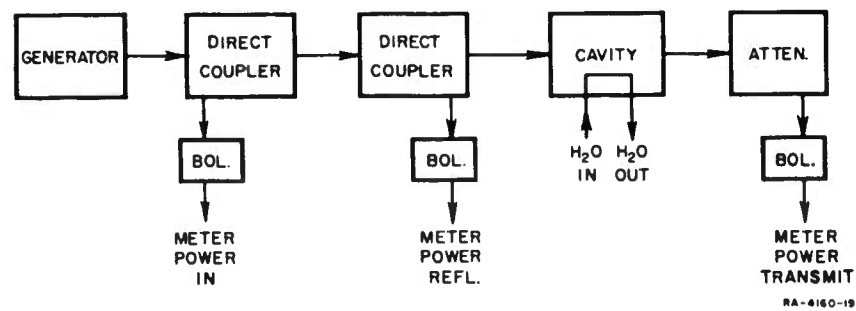 GENERATOR
DIRECT
COUPLER
DIRECT
COUPLER
CAVITY
ATTEN.
BOL.
BOL.
H2O
IN
H2O
OUT
BOL.
METER
POWER
IN
METER
POWER
REFL.
METER
POWER
TRANSMIT
RA-4160-19